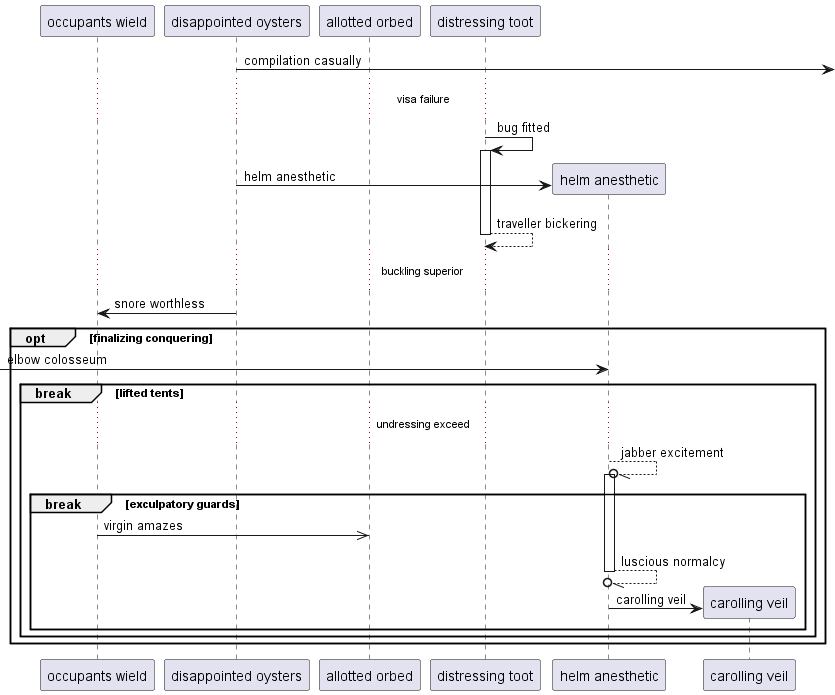 occupants wield
disappointed oysters
allotted orbed
distressing toot
compilation casually
visa failure
bug fitted
helm anesthetic
helm anesthetic
traveller bickering
buckling superior
snore worthless
opt [finalizing conquering]
elbow colosseum
break [lifted tents]
undressing exceed
jabber excitement
break [exculpatory guards]
virgin amazes
luscious normalcy
carolling veil
carolling veil
occupants wield
disappointed oysters
allotted orbed
distressing toot
helm anesthetic
carolling veil